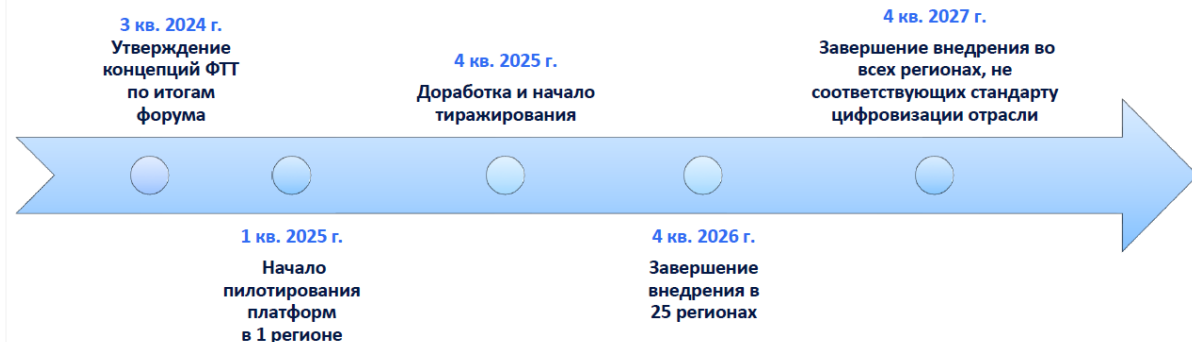 3 кв. 2024 г.
Утверждение
концепций ФТТ
по итогам
форума
1 кв. 2025 г.
Начало
пилотирования
платформ
в 1 регионе
4 кв. 2025 г.
Доработка и начало
тиражирования
4 кв. 2026 г.
Завершение
внедрения в
25 регионах
4 кв. 2027 г.
Завершение внедрения во
всех регионах, не
соответствующих стандарту
цифровизации отрасли